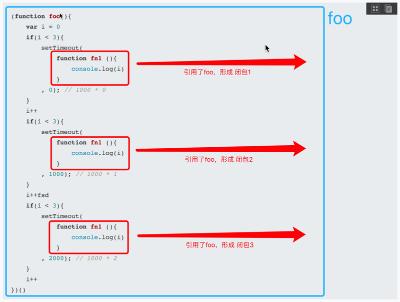 (function foo(){
foo
var i = 0
if(i < 3){
setTimeout(
function fn1 (){
console.log(i)
}
引用了foo，形成 闭包1
, 0); // 1000 * 0
}
i++
if(i < 3){
setTimeout(
function fn1 (){
console.log(i)
}
引用了foo，形成 闭包2
, 1000); // 1000 * 1
}
i++fsd
if(i < 3){
setTimeout(
function fn1 (){
console.log(i)
}
引用了foo，形成 闭包3
, 2000); // 1000 * 2
}
i++
})()